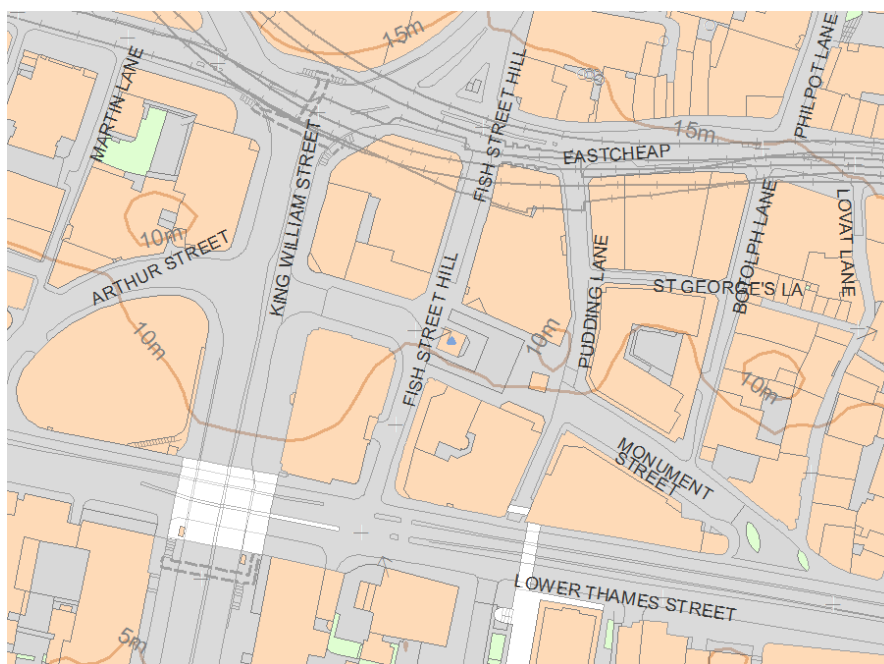 15m
MARTIN LANE
FISH STREET HILL
PHILPOT LANE
15m
EASTCHEAP
KING WILLIAM STREET
BOTOLPH LANE
LOVAT LANE
10m
ARTHUR STREET
ST GEORGE'S LA
PUDDING LANE
FISH STREET HILL
10m
10m
10m
MONUMENT
STREET
LOWER THAMES STREET
5m